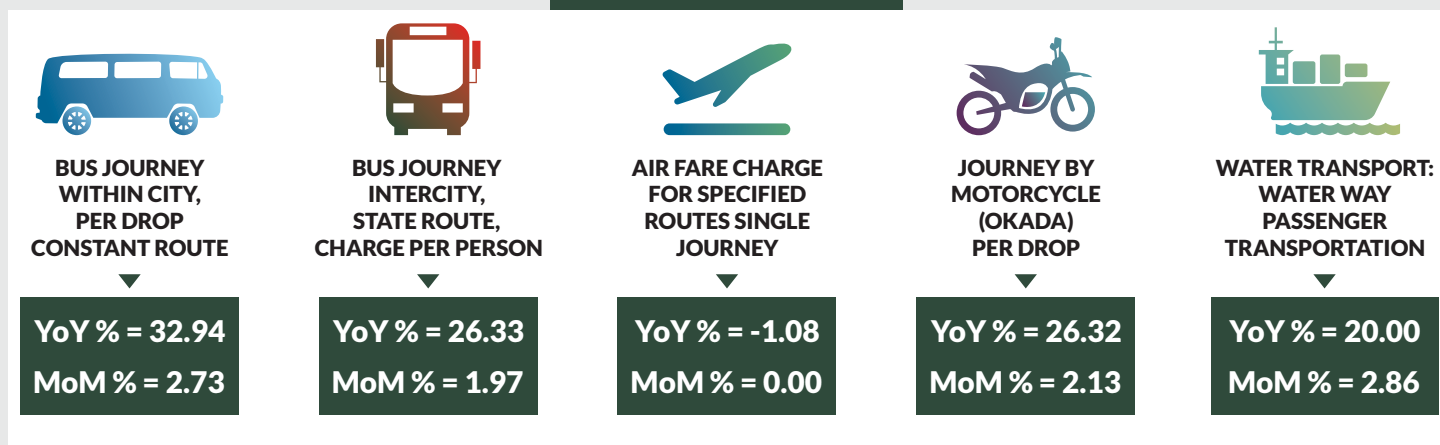 BUS JOURNEY
WITHIN CITY,
PER DROP
CONSTANT ROUTE
YoY % = 32.94
MoM % = 2.73
BUS JOURNEY
INTERCITY,
STATE ROUTE,
CHARGE PER PERSON
YoY % = 26.33
MoM % = 1.97
AIR FARE CHARGE
FOR SPECIFIED
ROUTES SINGLE
JOURNEY
YoY % = -1.08
MoM % = 0.00
JOURNEY BY
MOTORCYCLE
(OKADA)
PER DROP
YoY % = 26.32
MoM % = 2.13
WATER TRANSPORT:
WATER WAY
PASSENGER
TRANSPORTATION
YoY % = 20.00
MoM % = 2.86